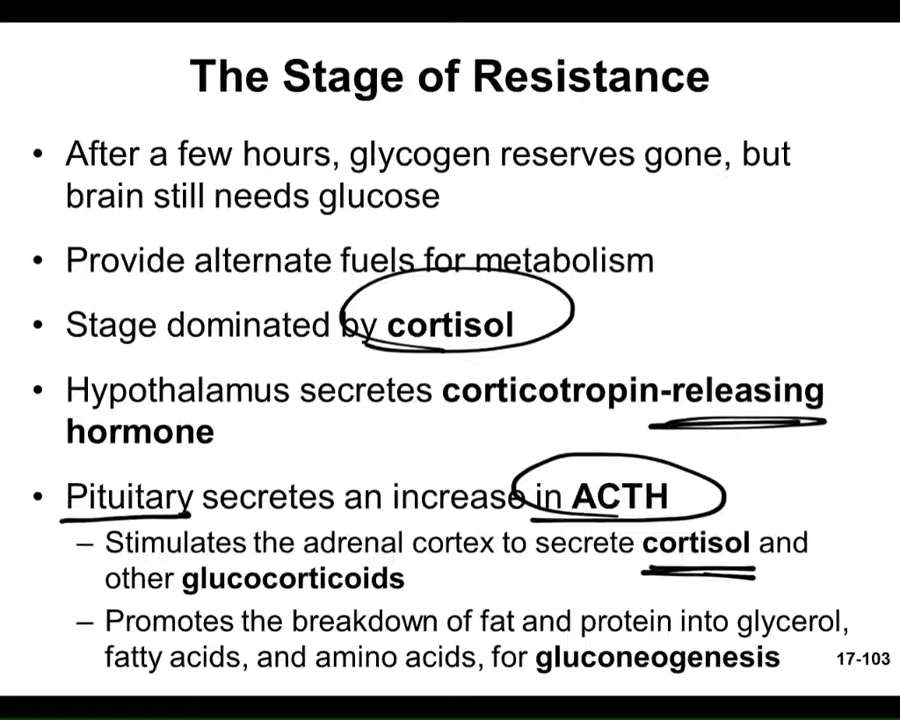 The Stage of Resistance
• After a few hours, glycogen reserves gone, but
brain still needs glucose
• Provide alternate fuels for metabolism
• Stage dominated by cortisol
• Hypothalamus secretes corticotropin-releasing
hormone
• Pituitary secretes an increase in ACTH
– Stimulates the adrenal cortex to secrete cortisol and
other glucocorticoids
– Promotes the breakdown of fat and protein into glycerol,
fatty acids, and amino acids, for gluconeogenesis
17-103